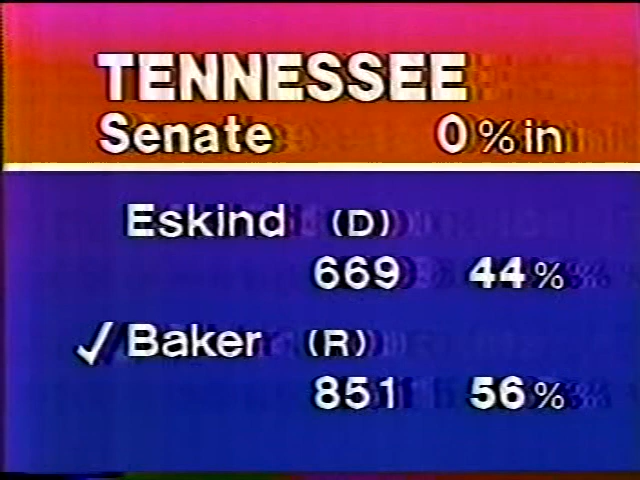 TENNESSEE
Senate 0% in
Eskind (D)
669 44%
✓ Baker (R)
851 56%